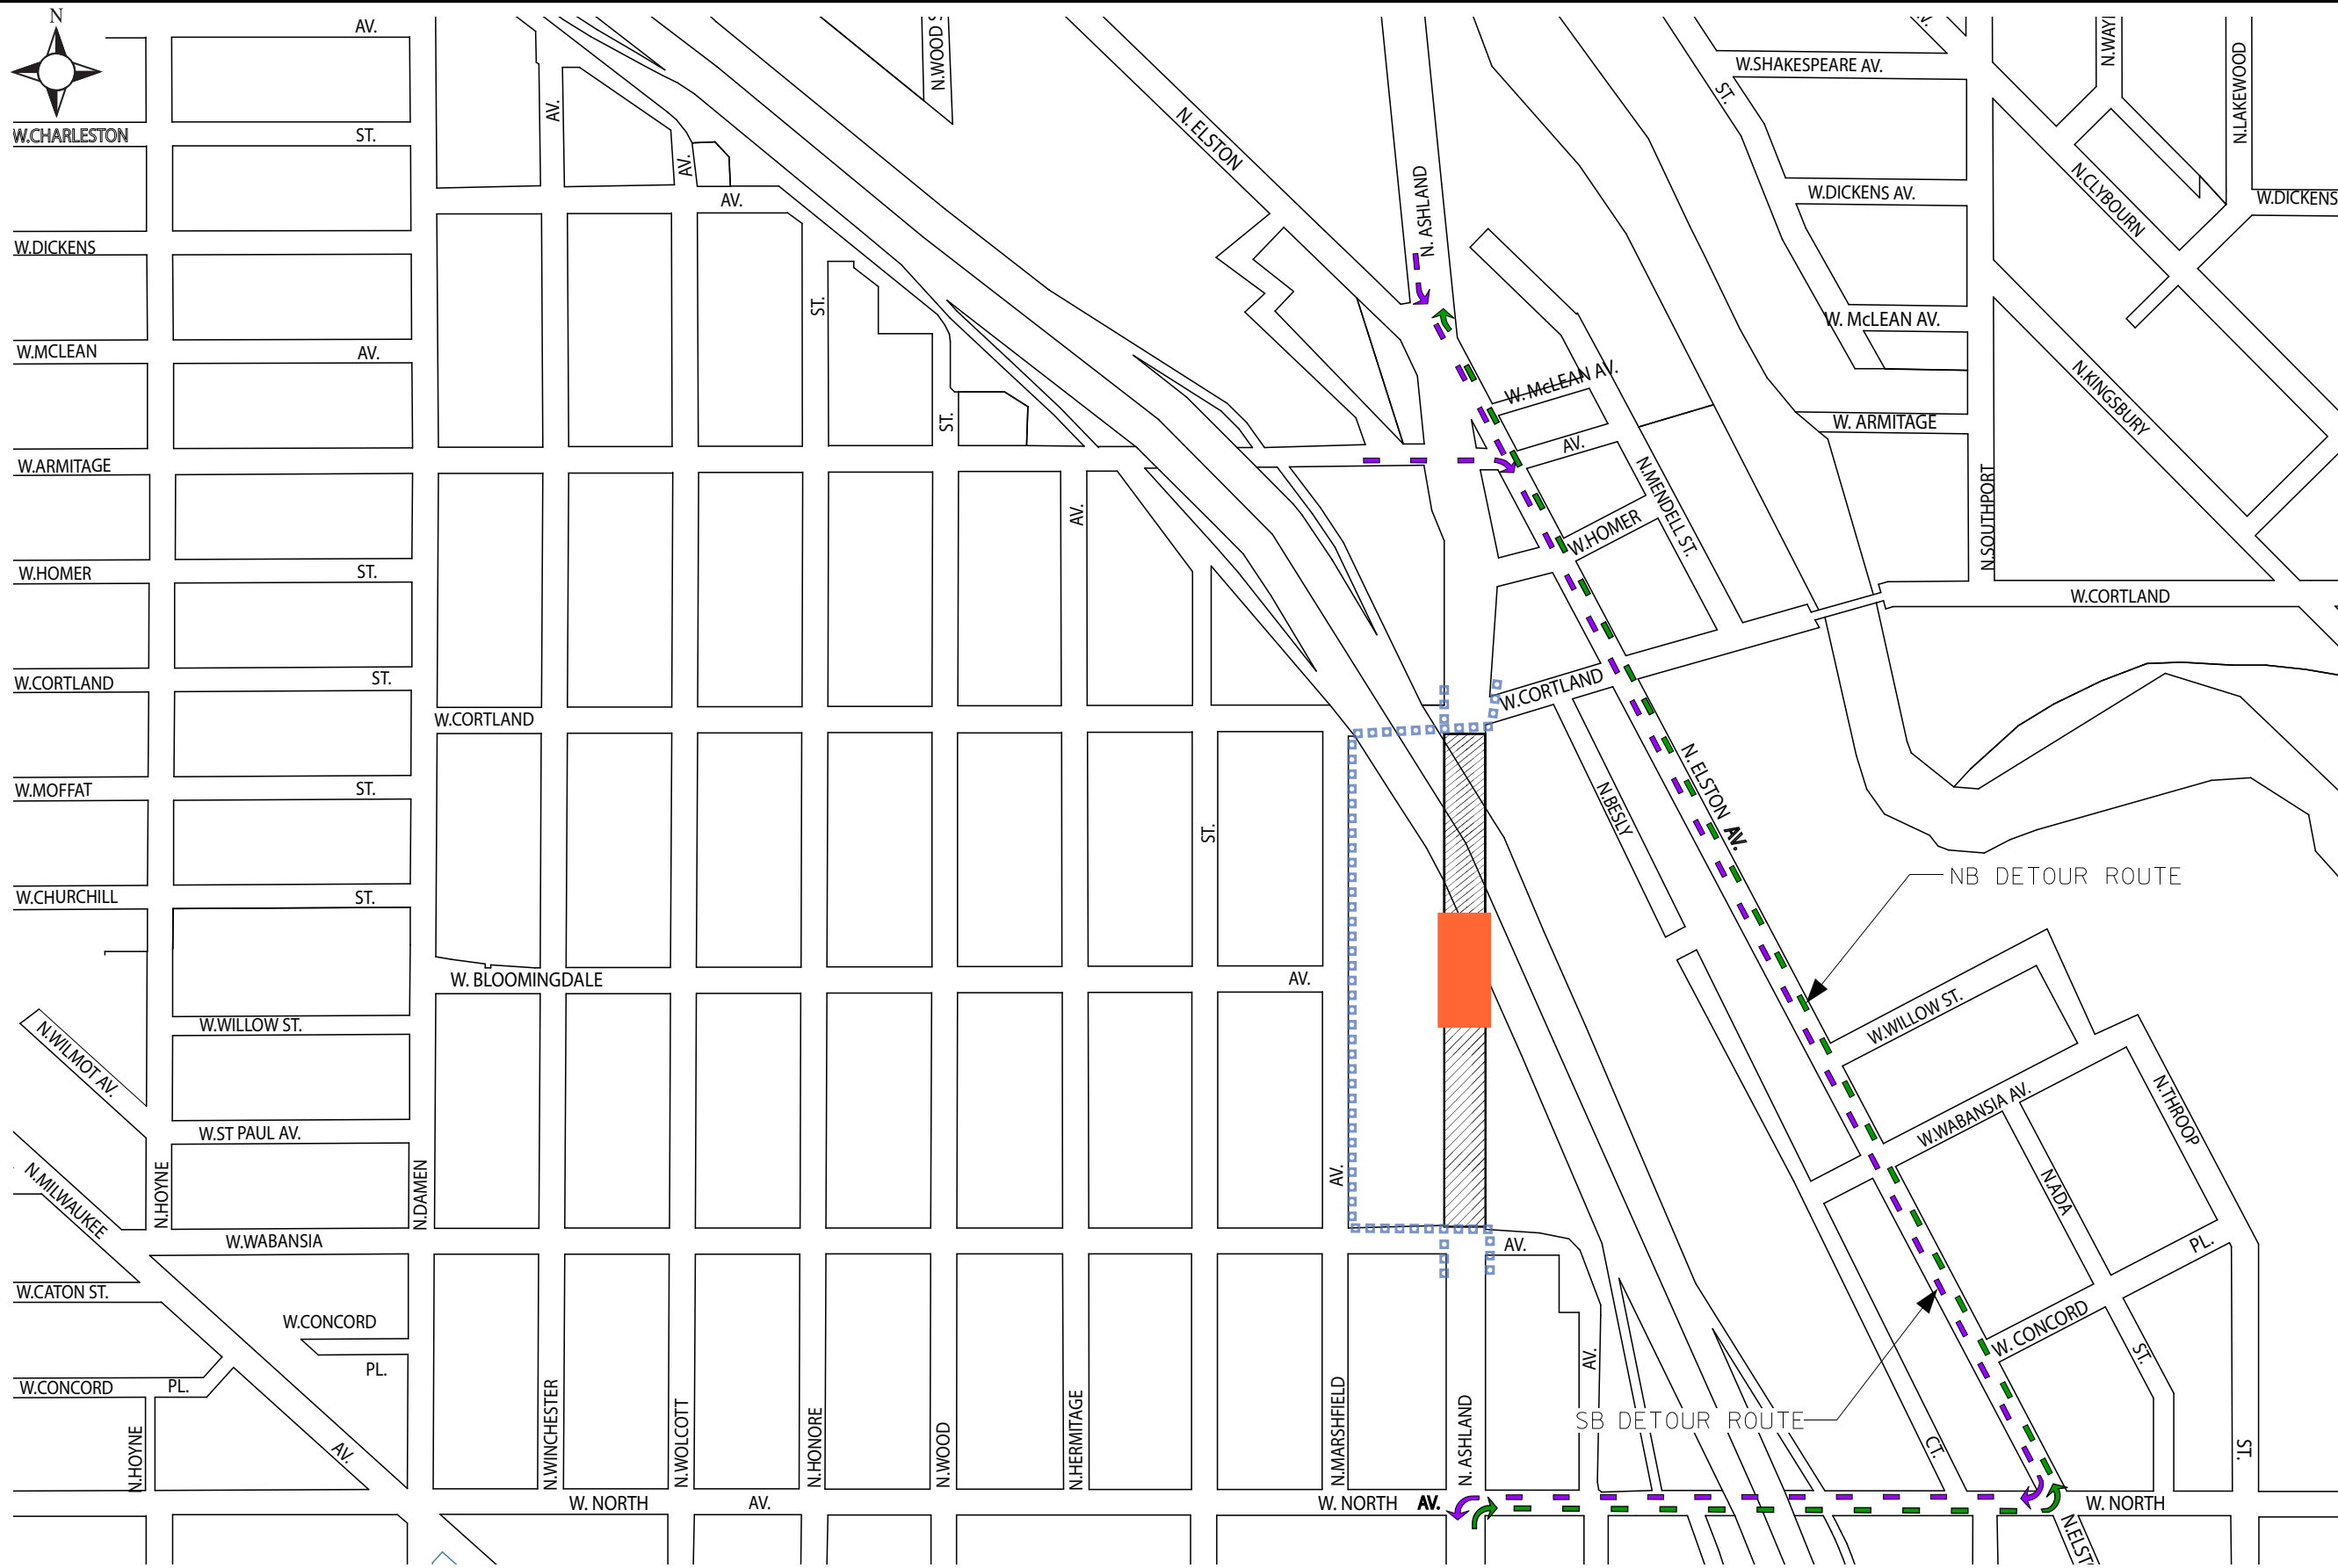 N
AV.
N.WOOD S
N.WAY
N.LAKEWOOD
W.SHAKESPEARE AV.
ST.
AV.
W.CHARLESTON
ST.
N. ELSTON
AV.
N. ASHLAND
W.DICKENS AV.
N.CLYBOURN
W.DICKENS
AV.
W.DICKENS
ST.
W. McLEAN AV.
W.MCLEAN
AV.
W. McLEAN AV.
N.KINGSBURY
ST.
W. ARMITAGE
AV.
W.ARMITAGE
N.MENDELL ST.
AV.
N.SOUTHPORT
W.HOMER
W.HOMER
ST.
W.CORTLAND
W.CORTLAND
ST.
W.CORTLAND
W.CORTLAND
N. ELSTON AV.
W.MOFFAT
ST.
N.BESLY
ST.
NB DETOUR ROUTE
W.CHURCHILL
ST.
W. BLOOMINGDALE
AV.
W.WILLOW ST.
W.WILLOW ST.
N.WILMOT AV.
W.WABANSIA AV.
N.THROOP
W.ST PAUL AV.
N.MILWAUKEE
N.HOYNE
N.DAMEN
AV.
N.ADA
W.WABANSIA
AV.
PL.
W.CATON ST.
W.CONCORD
W. CONCORD
ST.
PL.
AV.
W.CONCORD
PL.
SB DETOUR ROUTE
N.HOYNE
AV.
N.WINCHESTER
N.WOLCOTT
N.HONORE
N.WOOD
N.HERMITAGE
N.MARSHFIELD
N. ASHLAND
CT.
ST.
W. NORTH
AV.
W. NORTH AV.
W. NORTH
N.ELST